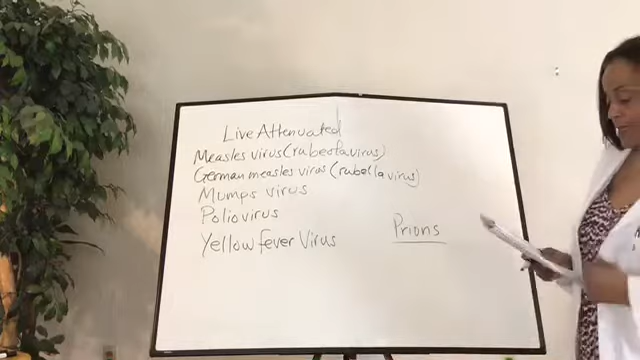 Live Attenuated
Measles virus (rubeola virus)
German measles virus (rubella virus)
Mumps virus
Poliovirus
Yellow fever Virus
Prions